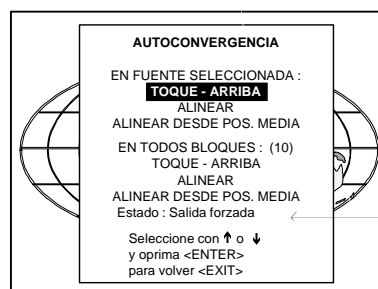 AUTOCONVERGENCIA
EN FUENTE SELECCIONADA :
TOQUE - ARRIBA
ALINEAR
ALINEAR DESDE POS. MEDIA
EN TODOS BLOQUES : (10)
TOQUE - ARRIBA
ALINEAR
ALINEAR DESDE POS. MEDIA
Estado : Salida forzada
Seleccione con ↑ o ↓
y oprima <ENTER>
para volver <EXIT>